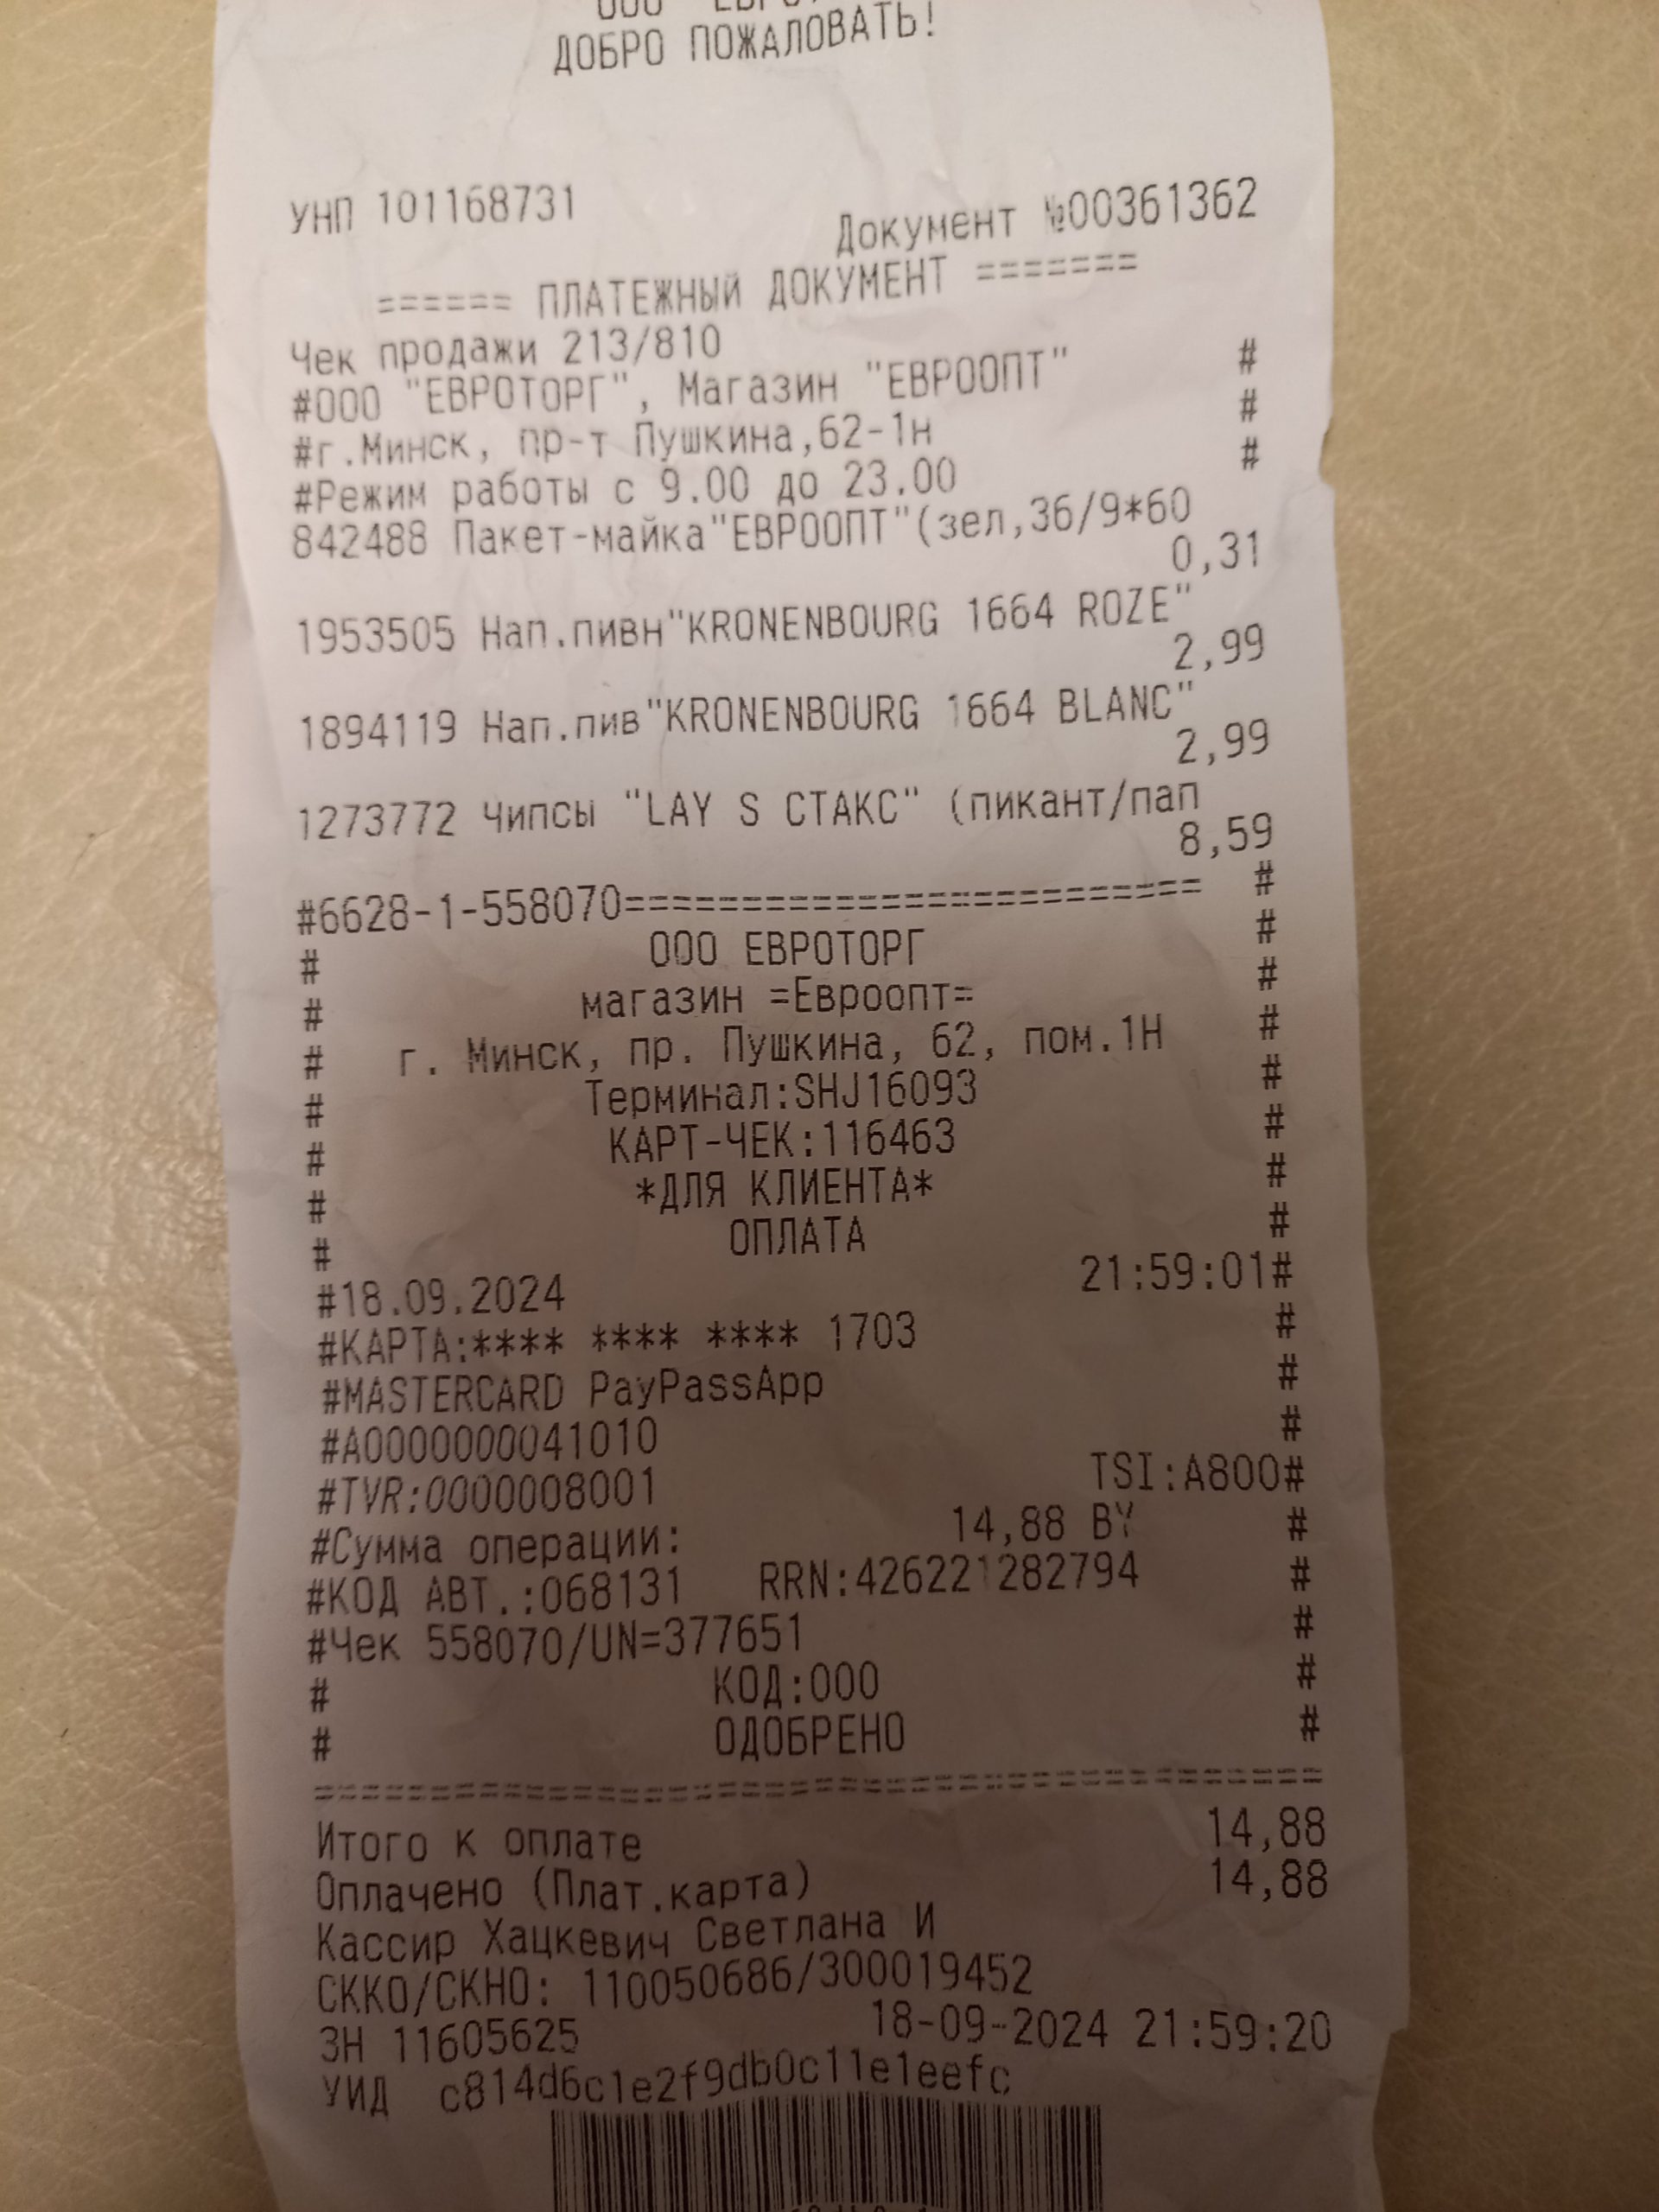 ООО
ДОБРО ПОЖАЛОВАТЬ!
УНП 101168731
Документ №00361362
====== ПЛАТЕЖНЫЙ ДОКУМЕНТ =======
Чек продажи 213/810
#ООО "ЕВРОТОРГ", Магазин "ЕВРООПТ" #
#г.Минск, пр-т Пушкина,62-1н #
#Режим работы с 9.00 до 23.00 #
842488 Пакет-майка"ЕВРООПТ"(зел,36/9*60
0,31
1953505 Нап.пивн"KRONENBOURG 1664 ROZE"
2,99
1894119 Нап.пив"KRONENBOURG 1664 BLANC"
2,99
1273772 Чипсы "LAY S СТАКС" (пикант/пап
8,59
#6628-1-558070========================= #
# ООО ЕВРОТОРГ #
# магазин =Евроопт= #
# г. Минск, пр. Пушкина, 62, пом.1Н #
# Терминал:SHJ16093 #
# КАРТ-ЧЕК:116463 #
# *ДЛЯ КЛИЕНТА* #
# ОПЛАТА #
#18.09.2024 21:59:01#
#КАРТА:**** **** **** 1703 #
#MASTERCARD PayPassApp #
#A0000000041010 #
#TVR:0000008001 TSI:A800#
#Сумма операции: 14,88 BY #
#КОД АВТ.:068131 RRN:426221282794 #
#Чек 558070/UN=377651 #
# КОД:000 #
# ОДОБРЕНО #
============================================
Итого к оплате 14,88
Оплачено (Плат.карта) 14,88
Кассир Хацкевич Светлана И
СККО/СКНО: 110050686/300019452
ЗН 11605625 18-09-2024 21:59:20
УИД c814d6c1e2f9db0c11e1eefc